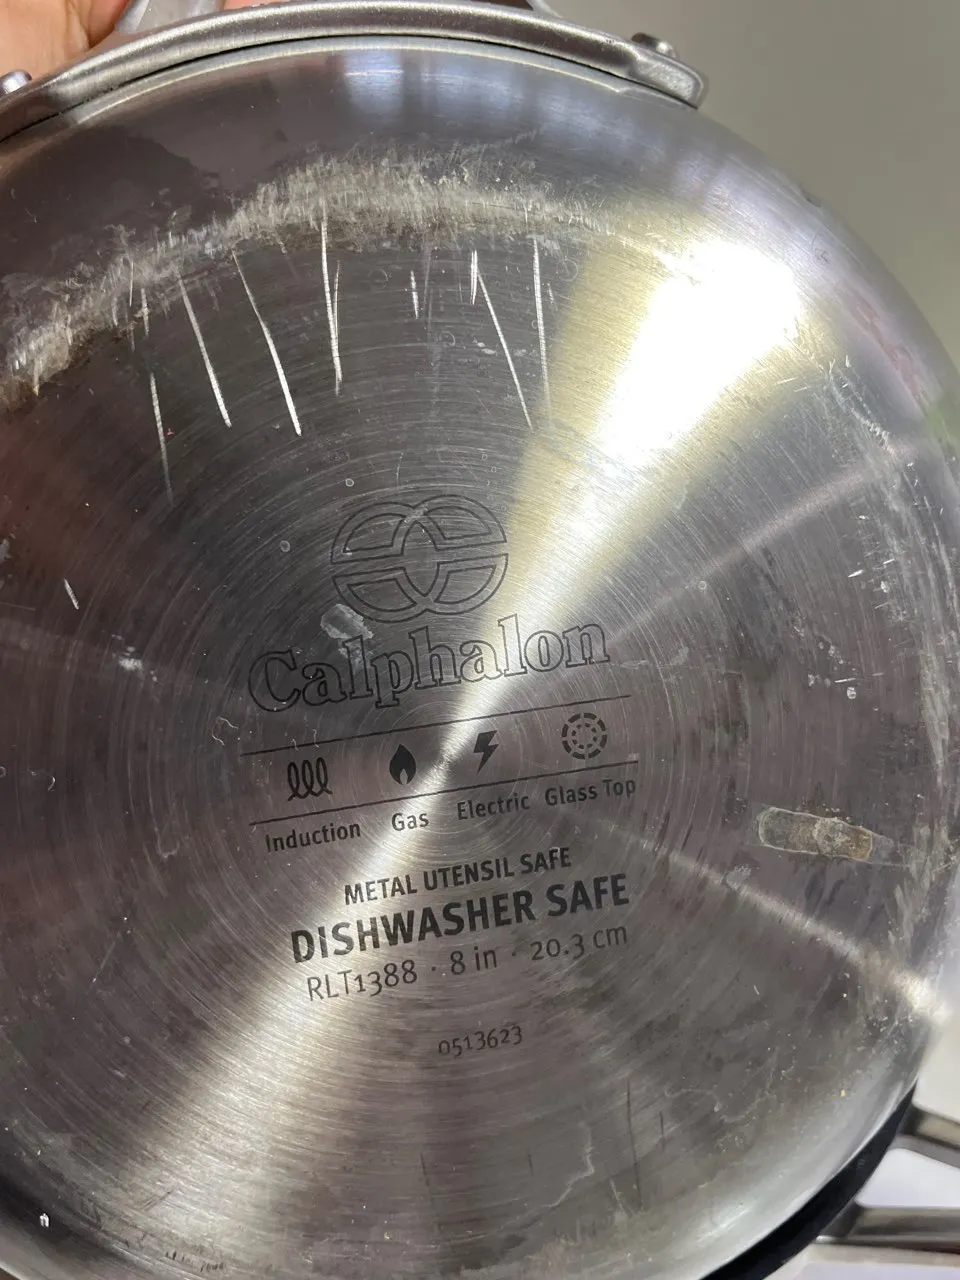 Calphalon
Induction Gas Electric Glass Top
METAL UTENSIL SAFE
DISHWASHER SAFE
RLT1388 · 8 in · 20.3 cm
0513623